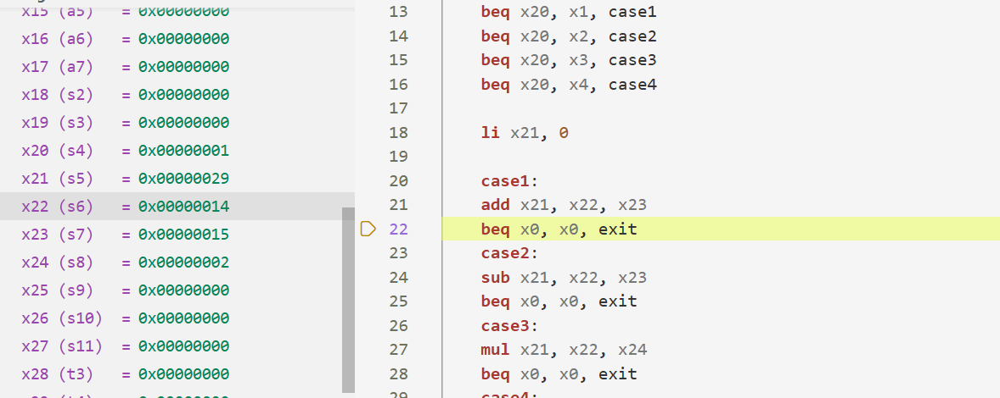 x15 (a5) = 0x00000000
x16 (a6) = 0x00000000
x17 (a7) = 0x00000000
x18 (s2) = 0x00000000
x19 (s3) = 0x00000000
x20 (s4) = 0x00000001
x21 (s5) = 0x00000029
x22 (s6) = 0x00000014
x23 (s7) = 0x00000015
x24 (s8) = 0x00000002
x25 (s9) = 0x00000000
x26 (s10) = 0x00000000
x27 (s11) = 0x00000000
x28 (t3) = 0x00000000
13 beq x20, x1, case1
14 beq x20, x2, case2
15 beq x20, x3, case3
16 beq x20, x4, case4
17
18 li x21, 0
19
20 case1:
21 add x21, x22, x23
22 beq x0, x0, exit
23 case2:
24 sub x21, x22, x23
25 beq x0, x0, exit
26 case3:
27 mul x21, x22, x24
28 beq x0, x0, exit
29 case4: